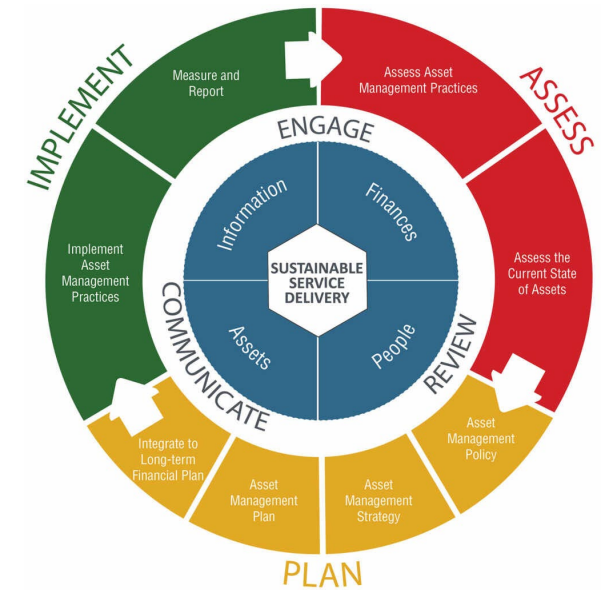 IMPLEMENT
ASSESS
PLAN
Measure and
Report
Assess Asset
Management Practices
Assess the
Current State
of Assets
Asset
Management
Policy
Asset
Management
Strategy
Asset
Management
Plan
Integrate to
Long-term
Financial Plan
Implement
Asset
Management
Practices
ENGAGE
REVIEW
COMMUNICATE
Information
Finances
People
Assets
SUSTAINABLE
SERVICE
DELIVERY